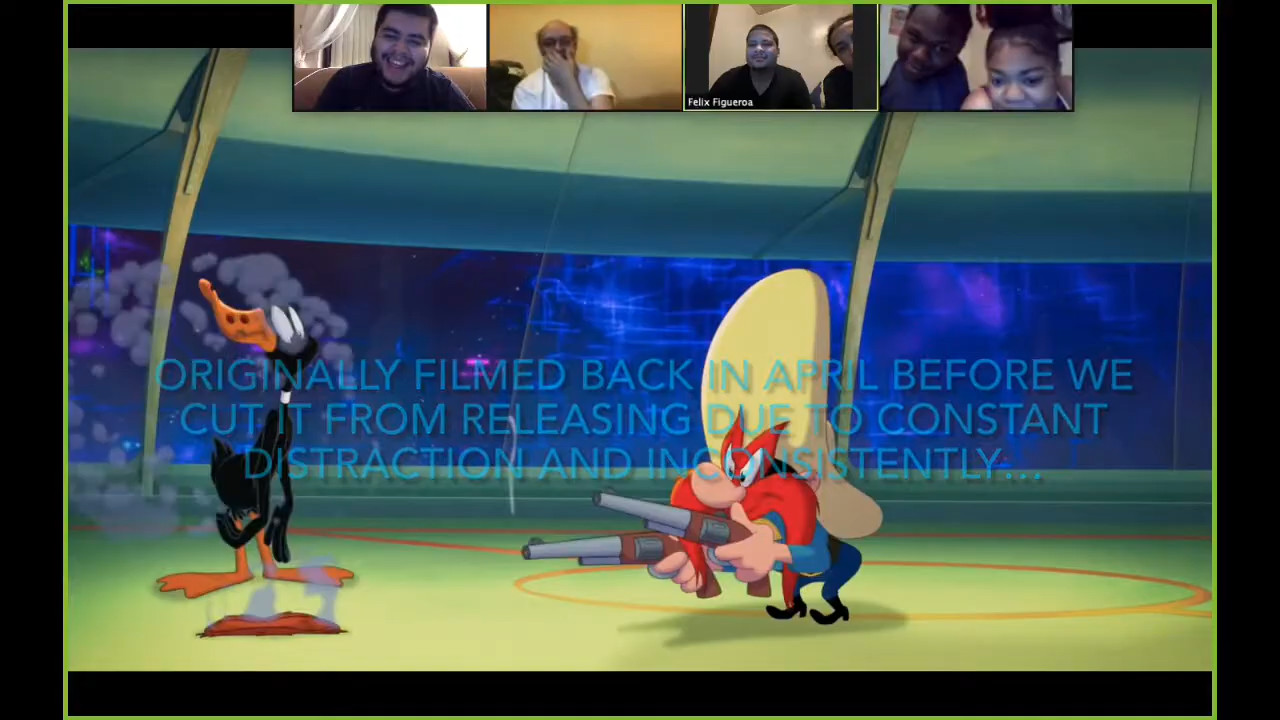 Felix Figueroa
ORIGINALLY FILMED BACK IN APRIL BEFORE WE
CUT IT FROM RELEASING DUE TO CONSTANT
DISTRACTION AND INCONSISTENTLY...